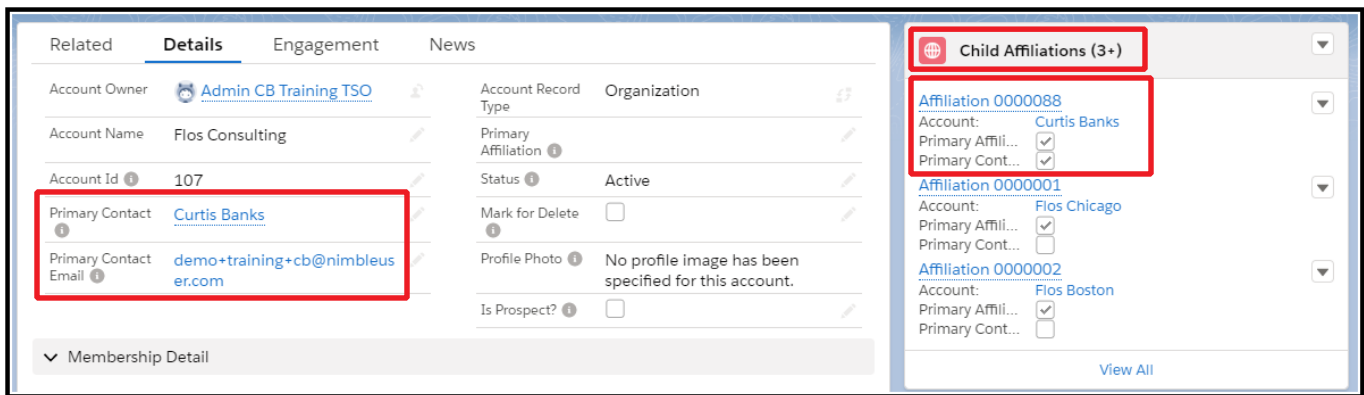 Related Details Engagement News
Account Owner Admin CB Training TSO
Account Name Flos Consulting
Account Id 107
Primary Contact Curtis Banks
Primary Contact
Email demo+training+cb@nimbleus
er.com
Account Record
Type Organization
Primary
Affiliation
Status Active
Mark for Delete
Profile Photo No profile image has been
specified for this account.
Is Prospect?
Membership Detail
Child Affiliations (3+)
Affiliation 0000088
Account: Curtis Banks
Primary Affili...
Primary Cont...
Affiliation 0000001
Account: Flos Chicago
Primary Affili...
Primary Cont...
Affiliation 0000002
Account: Flos Boston
Primary Affili...
Primary Cont...
View All